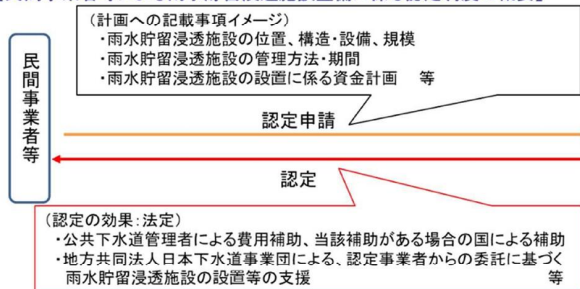 （計画への記載事項イメージ）
・雨水貯留浸透施設の位置、構造・設備、規模
・雨水貯留浸透施設の管理方法・期間
・雨水貯留浸透施設の設置に係る資金計画　等
民間事業者等
認定申請
認定
（認定の効果：法定）
・公共下水道管理者による費用補助、当該補助がある場合の国による補助
・地方共同法人日本下水道事業団による、認定事業者からの委託に基づく
雨水貯留浸透施設の設置等の支援　等